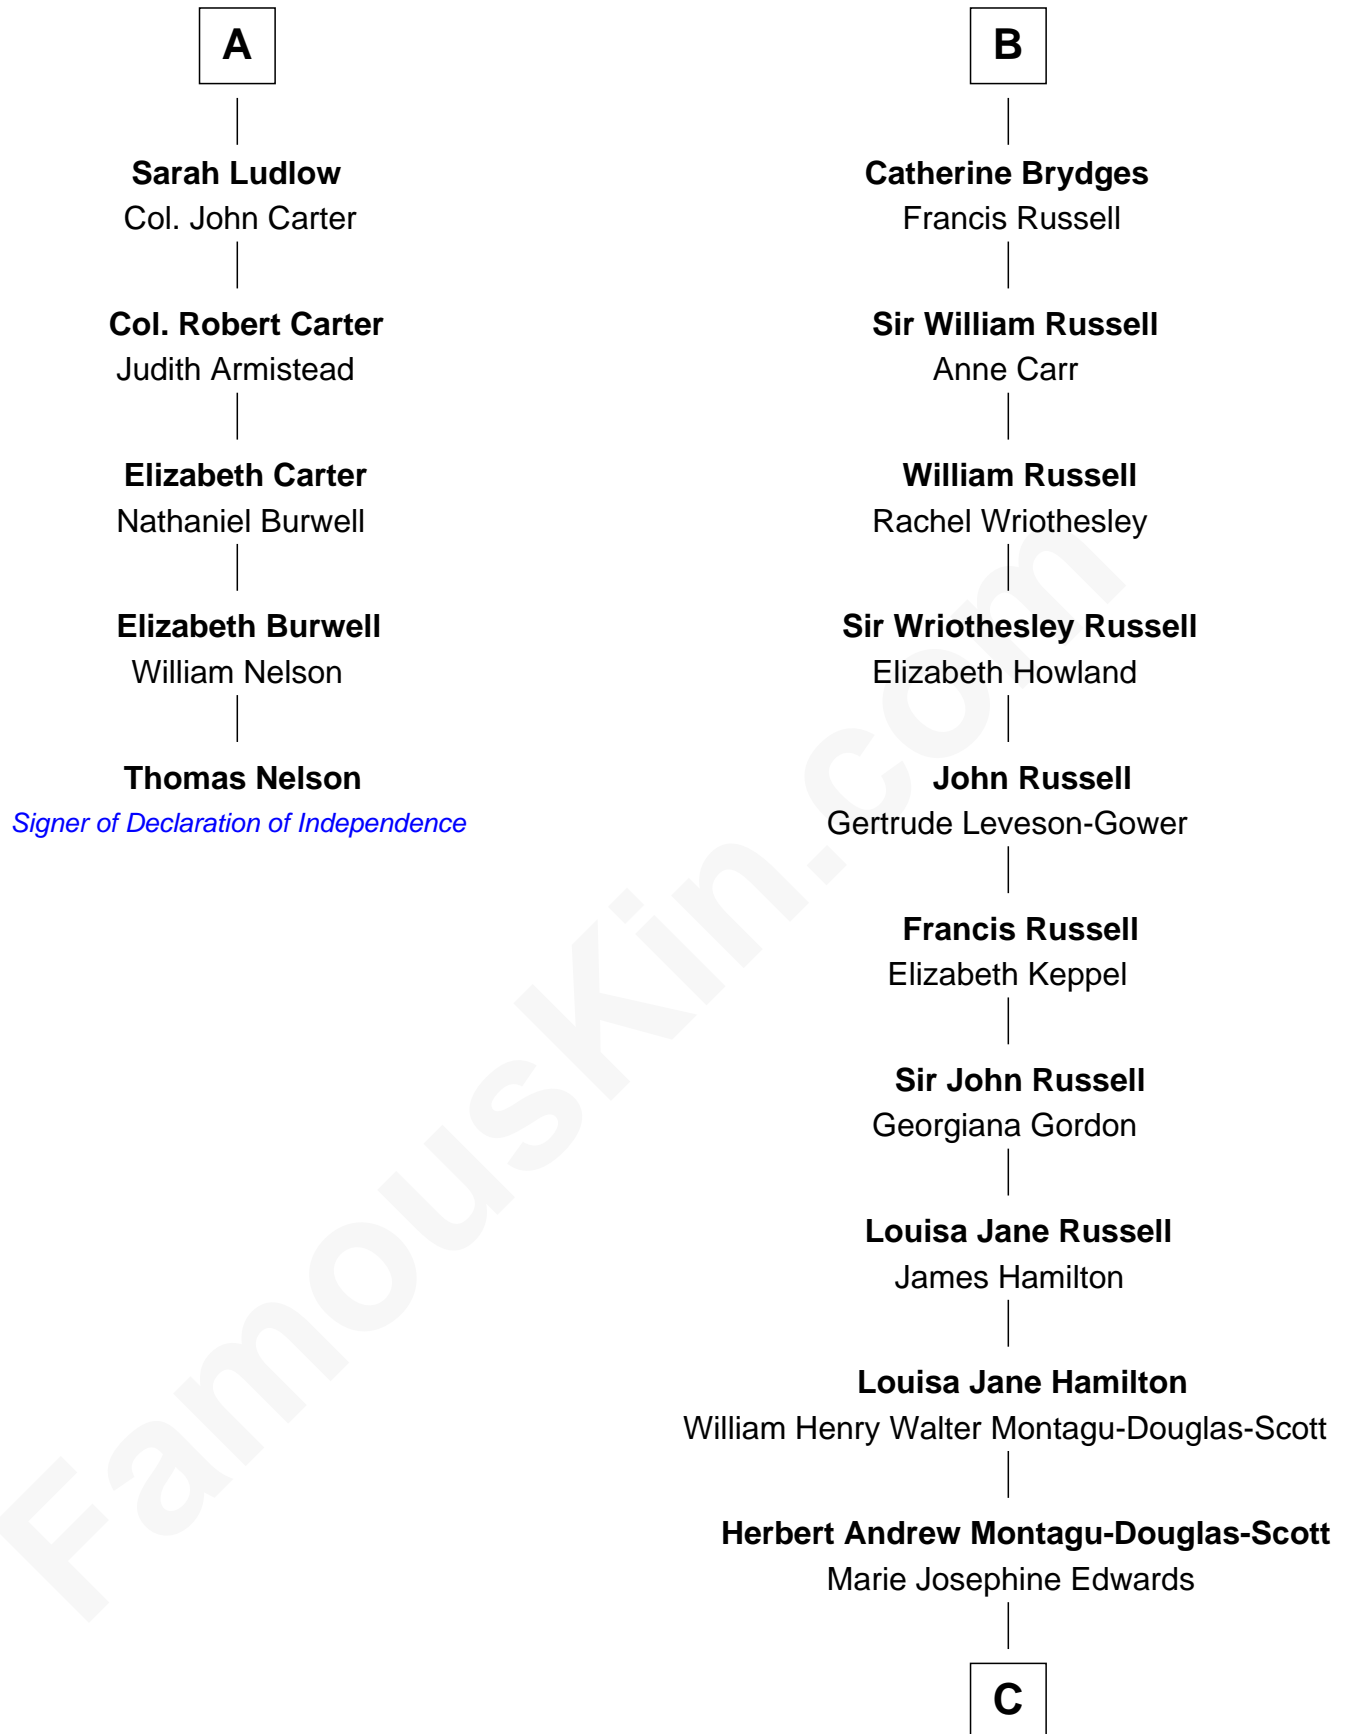 A
Sarah Ludlow
Col. John Carter
Col. Robert Carter
Judith Armistead
Elizabeth Carter
Nathaniel Burwell
Elizabeth Burwell
William Nelson
Thomas Nelson
Signer of Declaration of Independence
B
Catherine Brydges
Francis Russell
Sir William Russell
Anne Carr
William Russell
Rachel Wriothesley
Sir Wriothesley Russell
Elizabeth Howland
John Russell
Gertrude Leveson-Gower
Francis Russell
Elizabeth Keppel
Sir John Russell
Georgiana Gordon
Louisa Jane Russell
James Hamilton
Louisa Jane Hamilton
William Henry Walter Montagu-Douglas-Scott
Herbert Andrew Montagu-Douglas-Scott
Marie Josephine Edwards
C
FamousKin.com